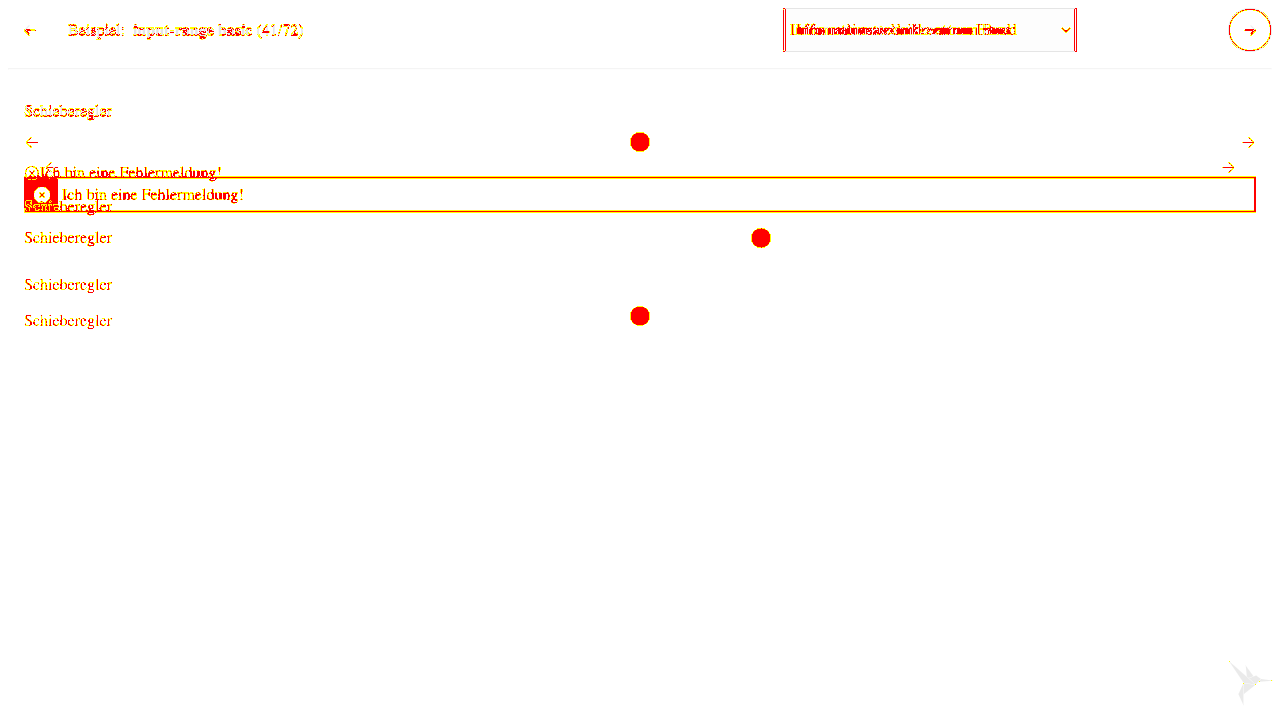 ← Beispiel: input-range basic (41/72) →
Schieberegler
← →
Ich bin eine Fehlermeldung! →
Ich bin eine Fehlermeldung!
Schieberegler
Schieberegler
Schieberegler
Schieberegler